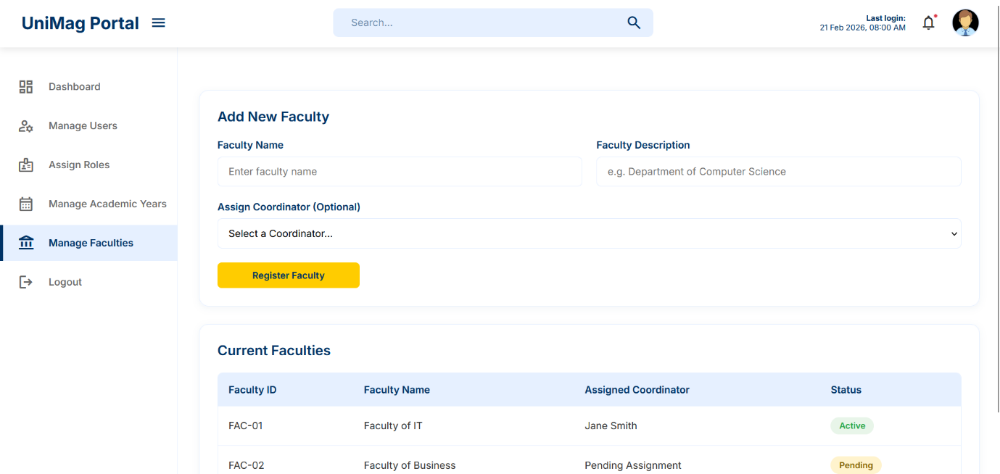 UniMag Portal
Search...
Last login:
21 Feb 2026, 08:00 AM
Dashboard
Manage Users
Assign Roles
Manage Academic Years
Manage Faculties
Logout
Add New Faculty
Faculty Name Faculty Description
Enter faculty name e.g. Department of Computer Science
Assign Coordinator (Optional)
Select a Coordinator...
Register Faculty
Current Faculties
Faculty ID Faculty Name Assigned Coordinator Status
FAC-01 Faculty of IT Jane Smith Active
FAC-02 Faculty of Business Pending Assignment Pending